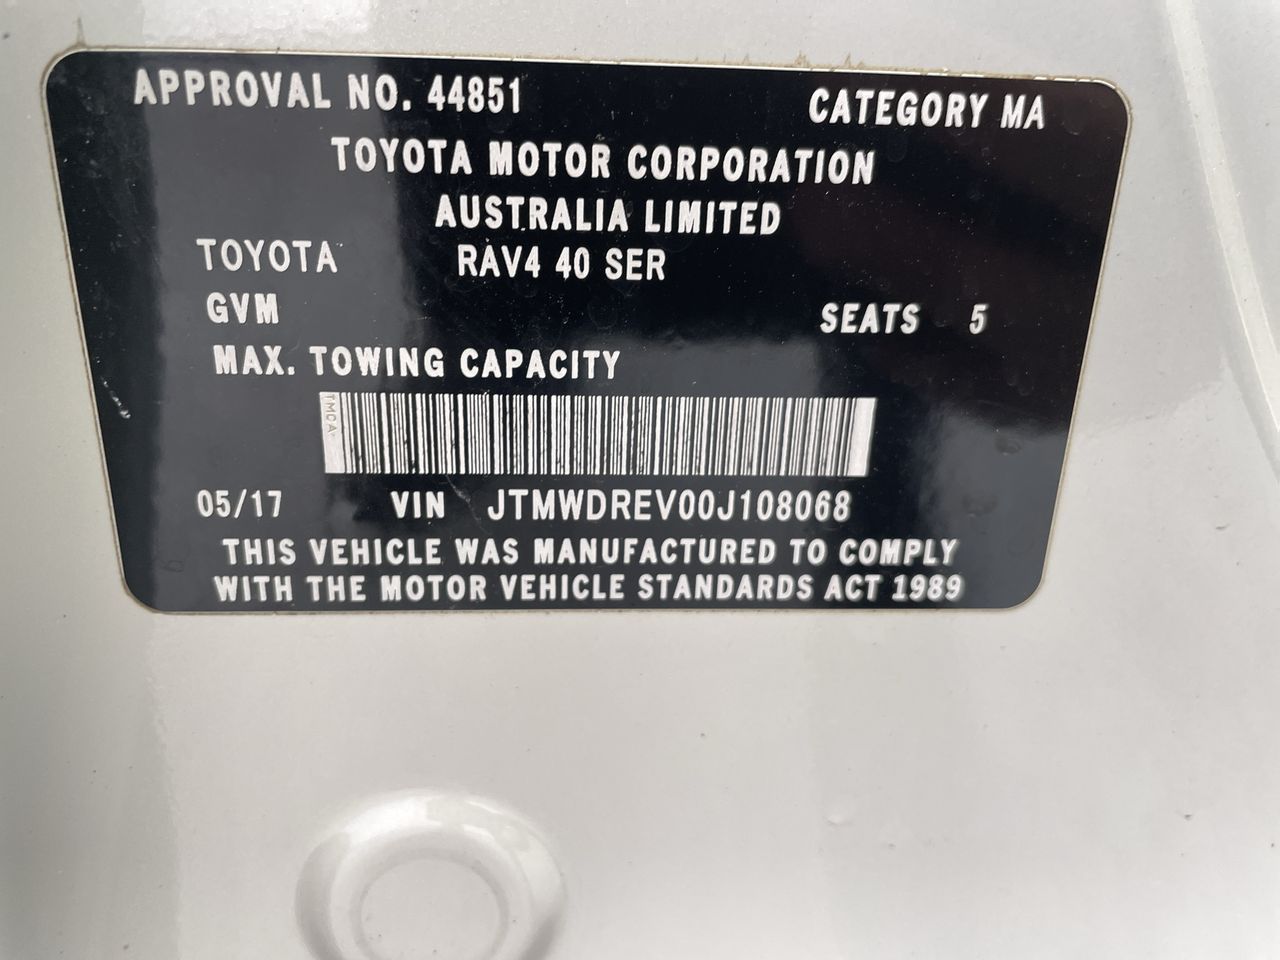 APPROVAL NO. 44851 CATEGORY MA
TOYOTA MOTOR CORPORATION
AUSTRALIA LIMITED
TOYOTA RAV4 40 SER
GVM SEATS 5
MAX. TOWING CAPACITY
TMCA
05/17 VIN JTMWDREV00J108068
THIS VEHICLE WAS MANUFACTURED TO COMPLY
WITH THE MOTOR VEHICLE STANDARDS ACT 1989